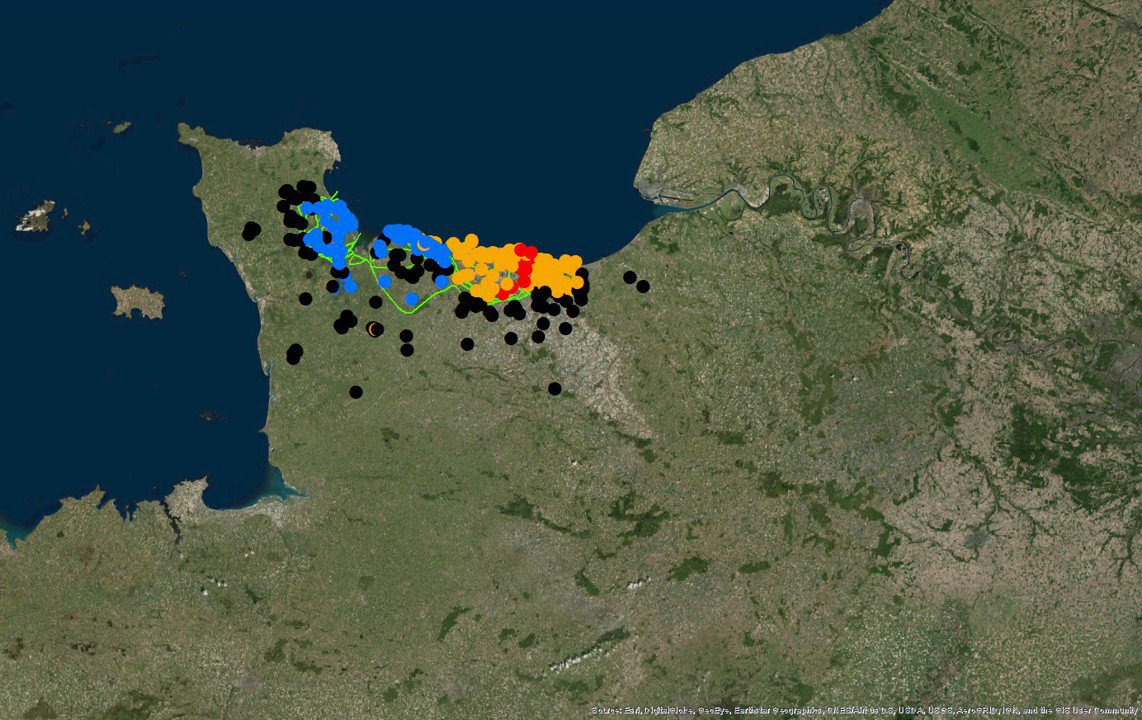 Source: Esri, DigitalGlobe, GeoEye, Earthstar Geographics, CNES/Airbus DS, USDA, USGS, AeroGRID, IGN, and the GIS User Community